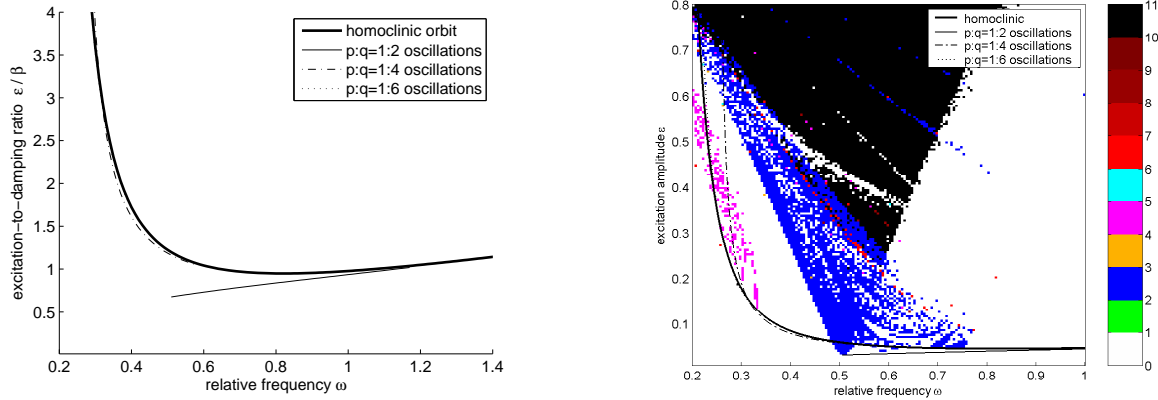 4
3.5
3
2.5
2
1.5
1
0.5
excitation-to-damping ratio ε / β
homoclinic orbit
p:q=1:2 oscillations
p:q=1:4 oscillations
p:q=1:6 oscillations
0.2 0.4 0.6 0.8 1 1.2 1.4
relative frequency ω
0.8
0.7
0.6
0.5
0.4
0.3
0.2
0.1
excitation amplitude ε
homoclinic
p:q=1:2 oscillations
p:q=1:4 oscillations
p:q=1:6 oscillations
0.2 0.3 0.4 0.5 0.6 0.7 0.8 0.9 1
relative frequency ω
11
10
9
8
7
6
5
4
3
2
1
0